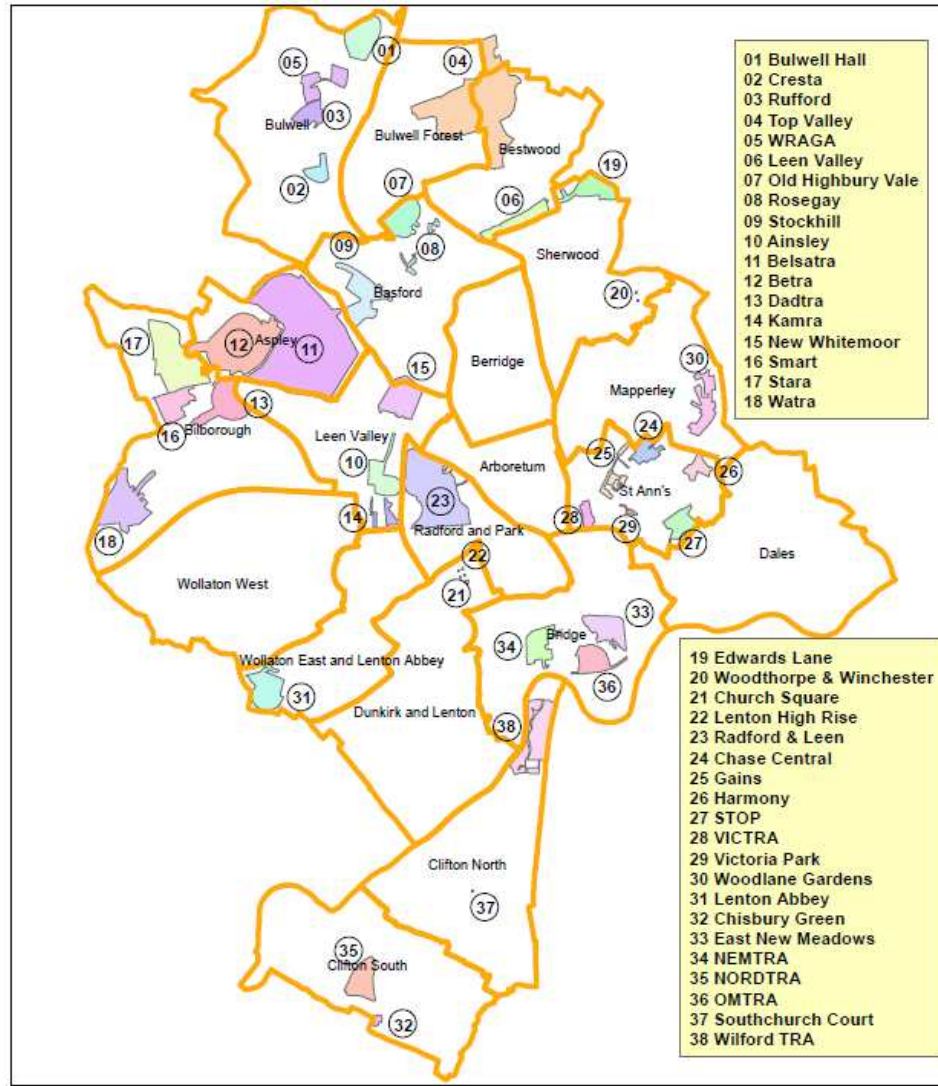 01
04
05
03
Bulwell
Bulwell Forest
Bestwood
02
07
19
06
09
08
Sherwood
Basford
20
17
12
Aspley
11
15
Berridge
30
Mapperley
16
Bilborough
13
Leen Valley
24
25
10
Arboretum
26
St Ann's
18
14
23
28
29
27
Radford and Park
22
Dales
Wollaton West
21
33
34
Bridge
Wollaton East and Lenton Abbey
36
31
Dunkirk and Lenton
38
Clifton North
37
35
Clifton South
32
01 Bulwell Hall
02 Cresta
03 Rufford
04 Top Valley
05 WRAGA
06 Leen Valley
07 Old Highbury Vale
08 Rosegay
09 Stockhill
10 Ainsley
11 Belsatra
12 Betra
13 Dadtra
14 Kamra
15 New Whitemoor
16 Smart
17 Stara
18 Watra
19 Edwards Lane
20 Woodthorpe & Winchester
21 Church Square
22 Lenton High Rise
23 Radford & Leen
24 Chase Central
25 Gains
26 Harmony
27 STOP
28 VICTRA
29 Victoria Park
30 Woodlane Gardens
31 Lenton Abbey
32 Chisbury Green
33 East New Meadows
34 NEMTRA
35 NORDTRA
36 OMTRA
37 Southchurch Court
38 Wilford TRA